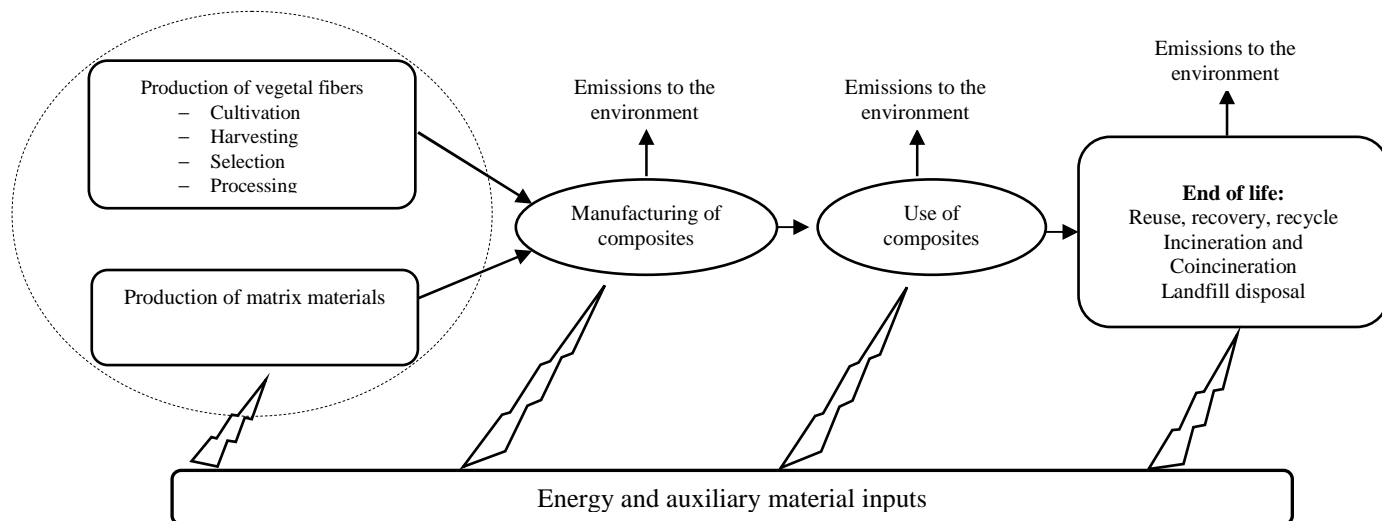 Production of vegetal fibers
– Cultivation
– Harvesting
– Selection
– Processing
Production of matrix materials
Emissions to the
environment
Manufacturing of
composites
Emissions to the
environment
Use of
composites
Emissions to the
environment
End of life:
Reuse, recovery, recycle
Incineration and
Coincineration
Landfill disposal
Energy and auxiliary material inputs